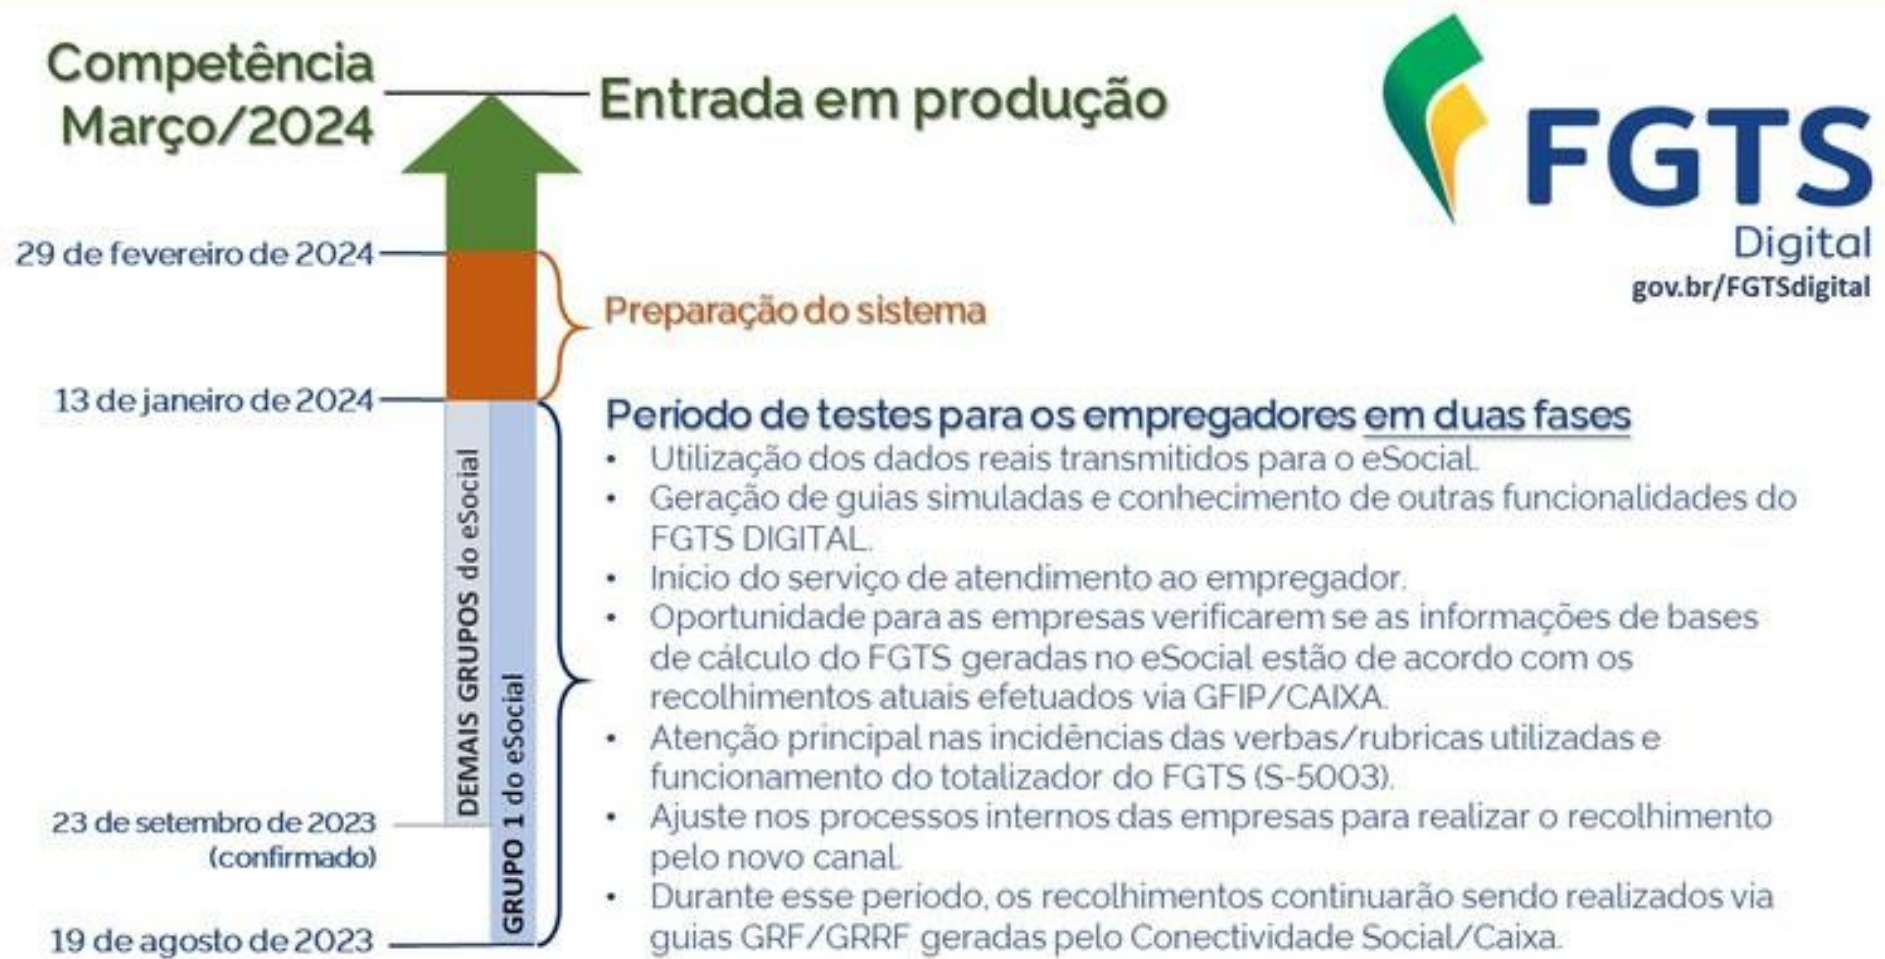 Competência
Março/2024
Entrada em produção
FGTS
Digital
gov.br/FGTSdigital
29 de fevereiro de 2024
Preparação do sistema
13 de janeiro de 2024
Período de testes para os empregadores em duas fases
• Utilização dos dados reais transmitidos para o eSocial.
• Geração de guias simuladas e conhecimento de outras funcionalidades do
FGTS DIGITAL.
• Início do serviço de atendimento ao empregador.
• Oportunidade para as empresas verificarem se as informações de bases
de cálculo do FGTS geradas no eSocial estão de acordo com os
recolhimentos atuais efetuados via GFIP/CAIXA.
• Atenção principal nas incidências das verbas/rubricas utilizadas e
funcionamento do totalizador do FGTS (S-5003).
• Ajuste nos processos internos das empresas para realizar o recolhimento
pelo novo canal.
• Durante esse período, os recolhimentos continuarão sendo realizados via
guias GRF/GRRF geradas pelo Conectividade Social/Caixa.
DEMAIS GRUPOS do eSocial
GRUPO 1 do eSocial
23 de setembro de 2023
(confirmado)
19 de agosto de 2023